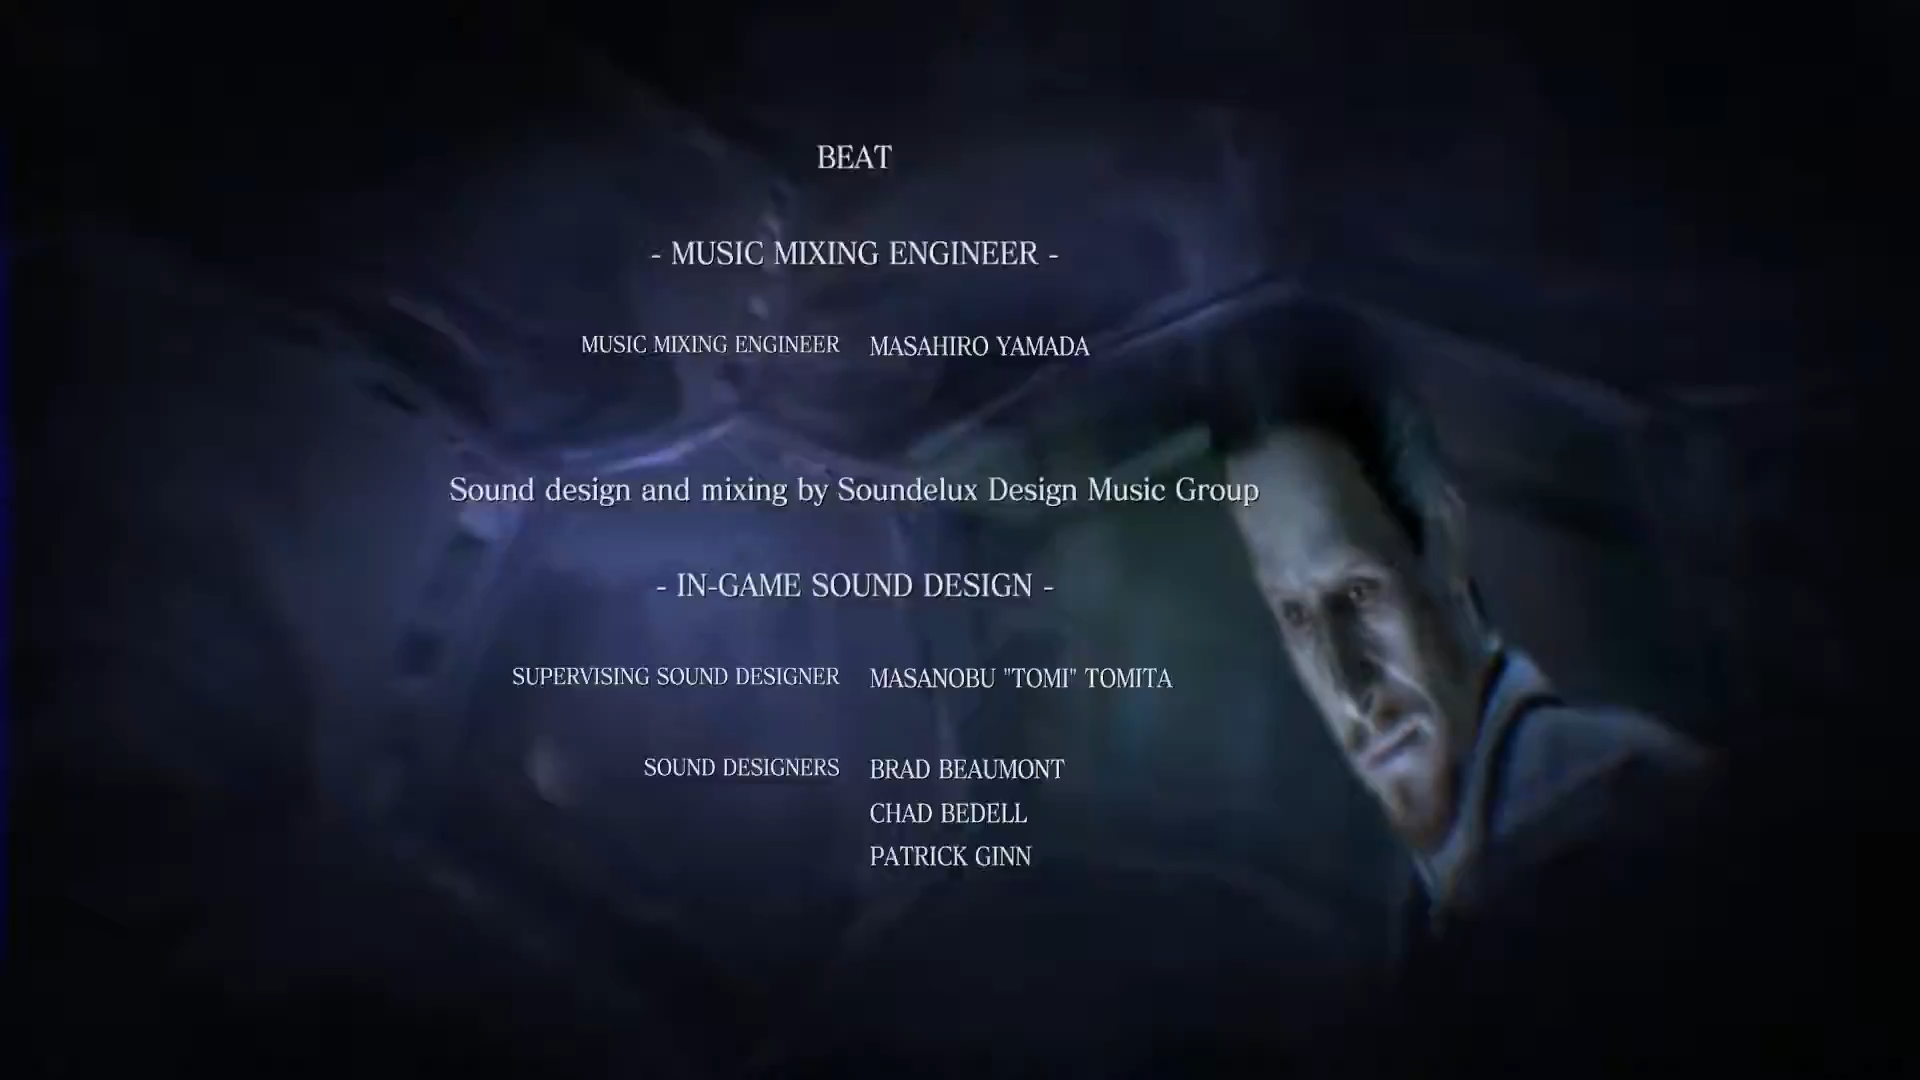 BEAT
- MUSIC MIXING ENGINEER -
MUSIC MIXING ENGINEER MASAHIRO YAMADA
Sound design and mixing by Soundelux Design Music Group
- IN-GAME SOUND DESIGN -
SUPERVISING SOUND DESIGNER MASANOBU "TOMI" TOMITA
SOUND DESIGNERS BRAD BEAUMONT
CHAD BEDELL
PATRICK GINN